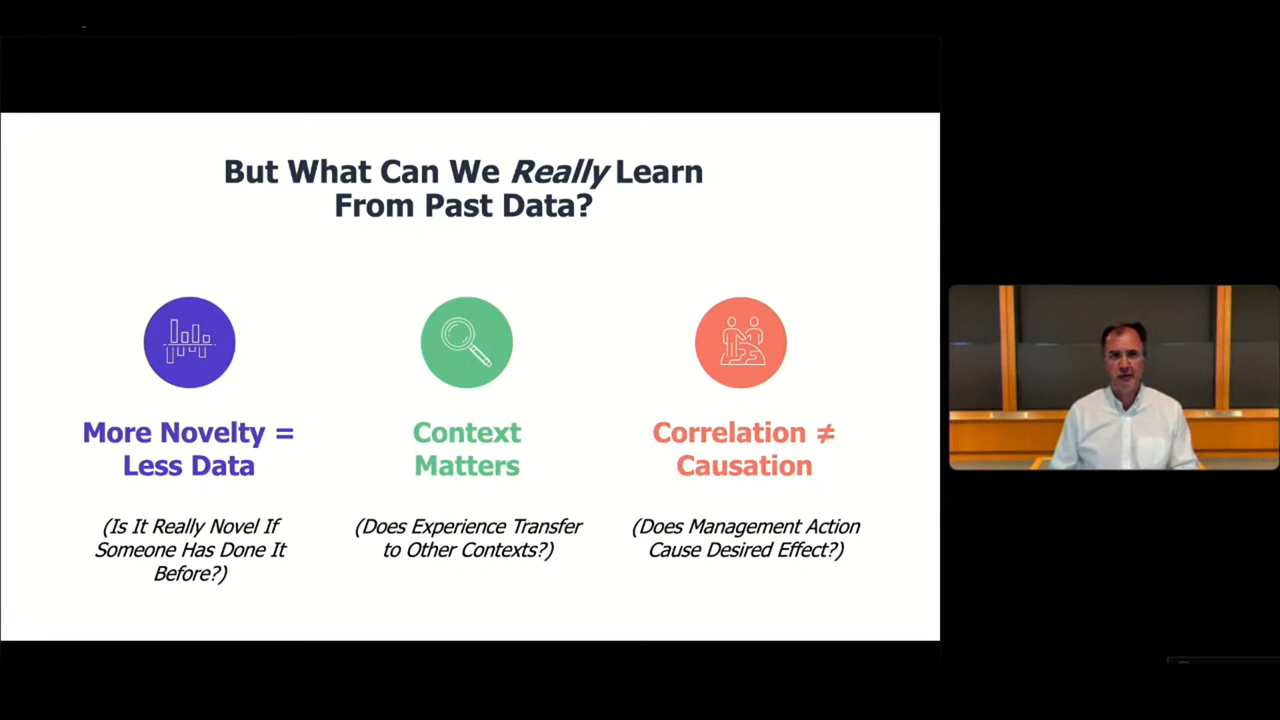 But What Can We Really Learn
From Past Data?
More Novelty =
Less Data
(Is It Really Novel If
Someone Has Done It
Before?)
Context
Matters
(Does Experience Transfer
to Other Contexts?)
Correlation ≠
Causation
(Does Management Action
Cause Desired Effect?)